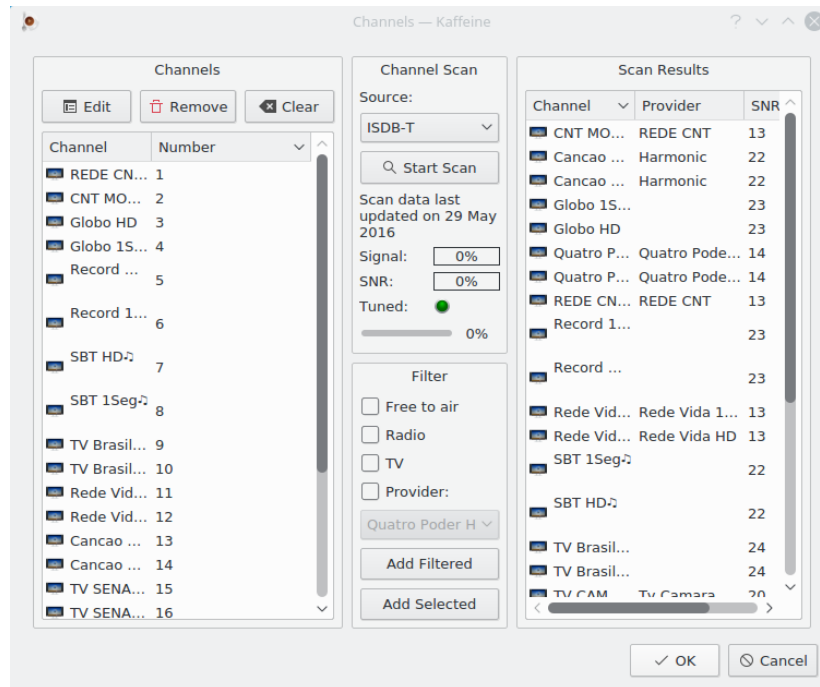 Channels — Kaffeine
Channels
Edit Remove Clear
Channel Number
REDE CN... 1
CNT MO... 2
Globo HD 3
Globo 1S... 4
Record ... 5
Record 1... 6
SBT HD♫ 7
SBT 1Seg♫ 8
TV Brasil... 9
TV Brasil... 10
Rede Vid... 11
Rede Vid... 12
Cancao ... 13
Cancao ... 14
TV SENA... 15
TV SENA... 16
Channel Scan
Source:
ISDB-T
Start Scan
Scan data last
updated on 29 May
2016
Signal: 0%
SNR: 0%
Tuned:
0%
Filter
Free to air
Radio
TV
Provider:
Quatro Poder H
Add Filtered
Add Selected
Scan Results
Channel Provider SNR
CNT MO... REDE CNT 13
Cancao ... Harmonic 22
Cancao ... Harmonic 22
Globo 1S... 23
Globo HD 23
Quatro P... Quatro Pode... 14
Quatro P... Quatro Pode... 14
REDE CN... REDE CNT 13
Record 1... 23
Record ... 23
Rede Vid... Rede Vida 1... 13
Rede Vid... Rede Vida HD 13
SBT 1Seg♫ 22
SBT HD♫ 22
TV Brasil... 24
TV Brasil... 24
TV CAM... Tv Camara 20
OK Cancel